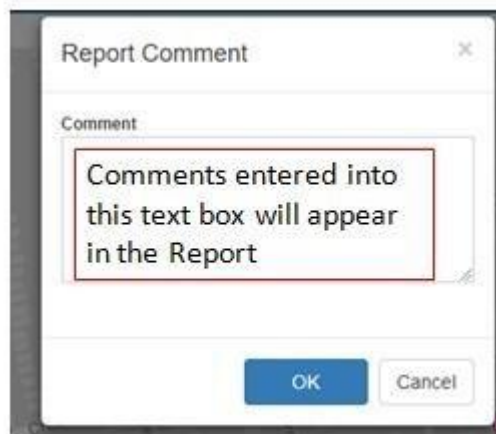 Report Comment ×
Comment
Comments entered into
this text box will appear
in the Report
OK Cancel